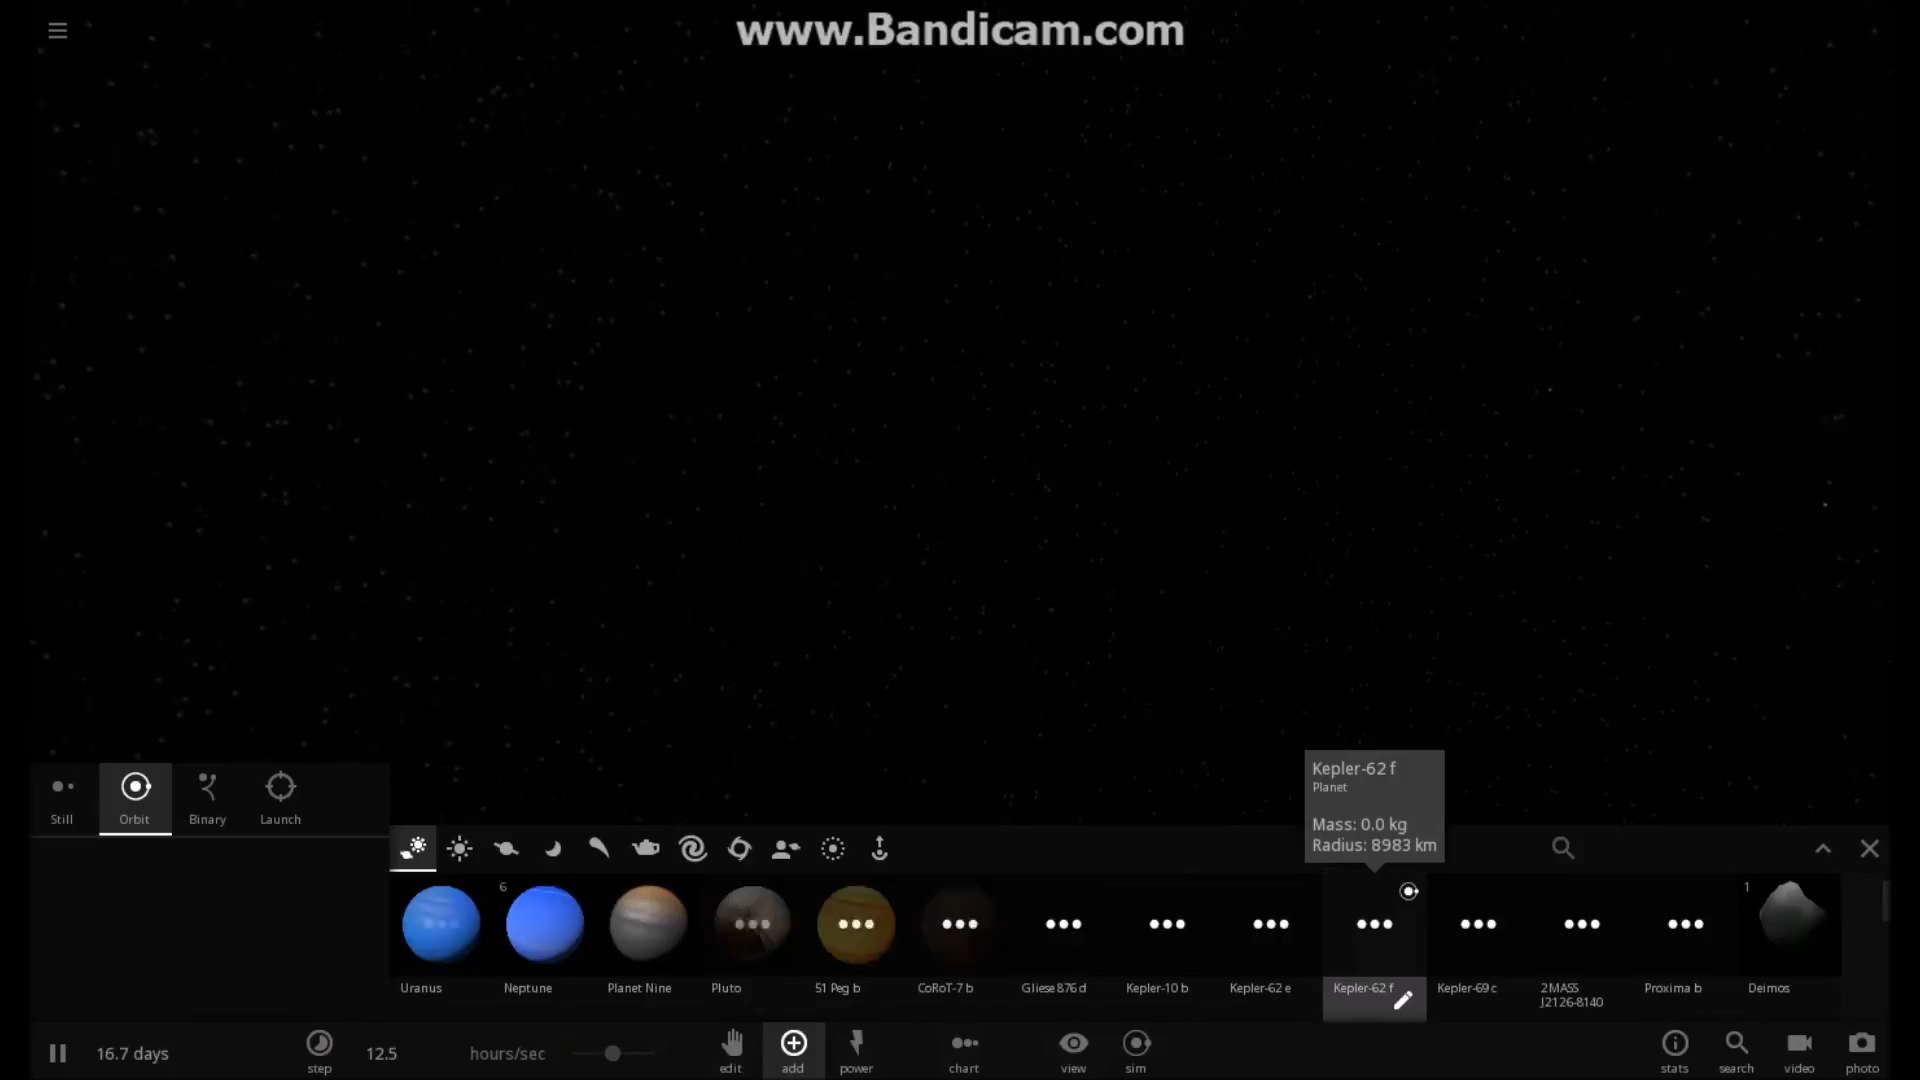 www.Bandicam.com
Kepler-62 f
Planet
Mass: 0.0 kg
Radius: 8983 km
Still
Orbit
Binary
Launch
6
1
Uranus
Neptune
Planet Nine
Pluto
51 Peg b
CoRoT-7 b
Gliese 876 d
Kepler-10 b
Kepler-62 e
Kepler-62 f
Kepler-69 c
2MASS
J2126-8140
Proxima b
Deimos
16.7 days
step
12.5
hours/sec
edit
add
power
chart
view
sim
stats
search
video
photo